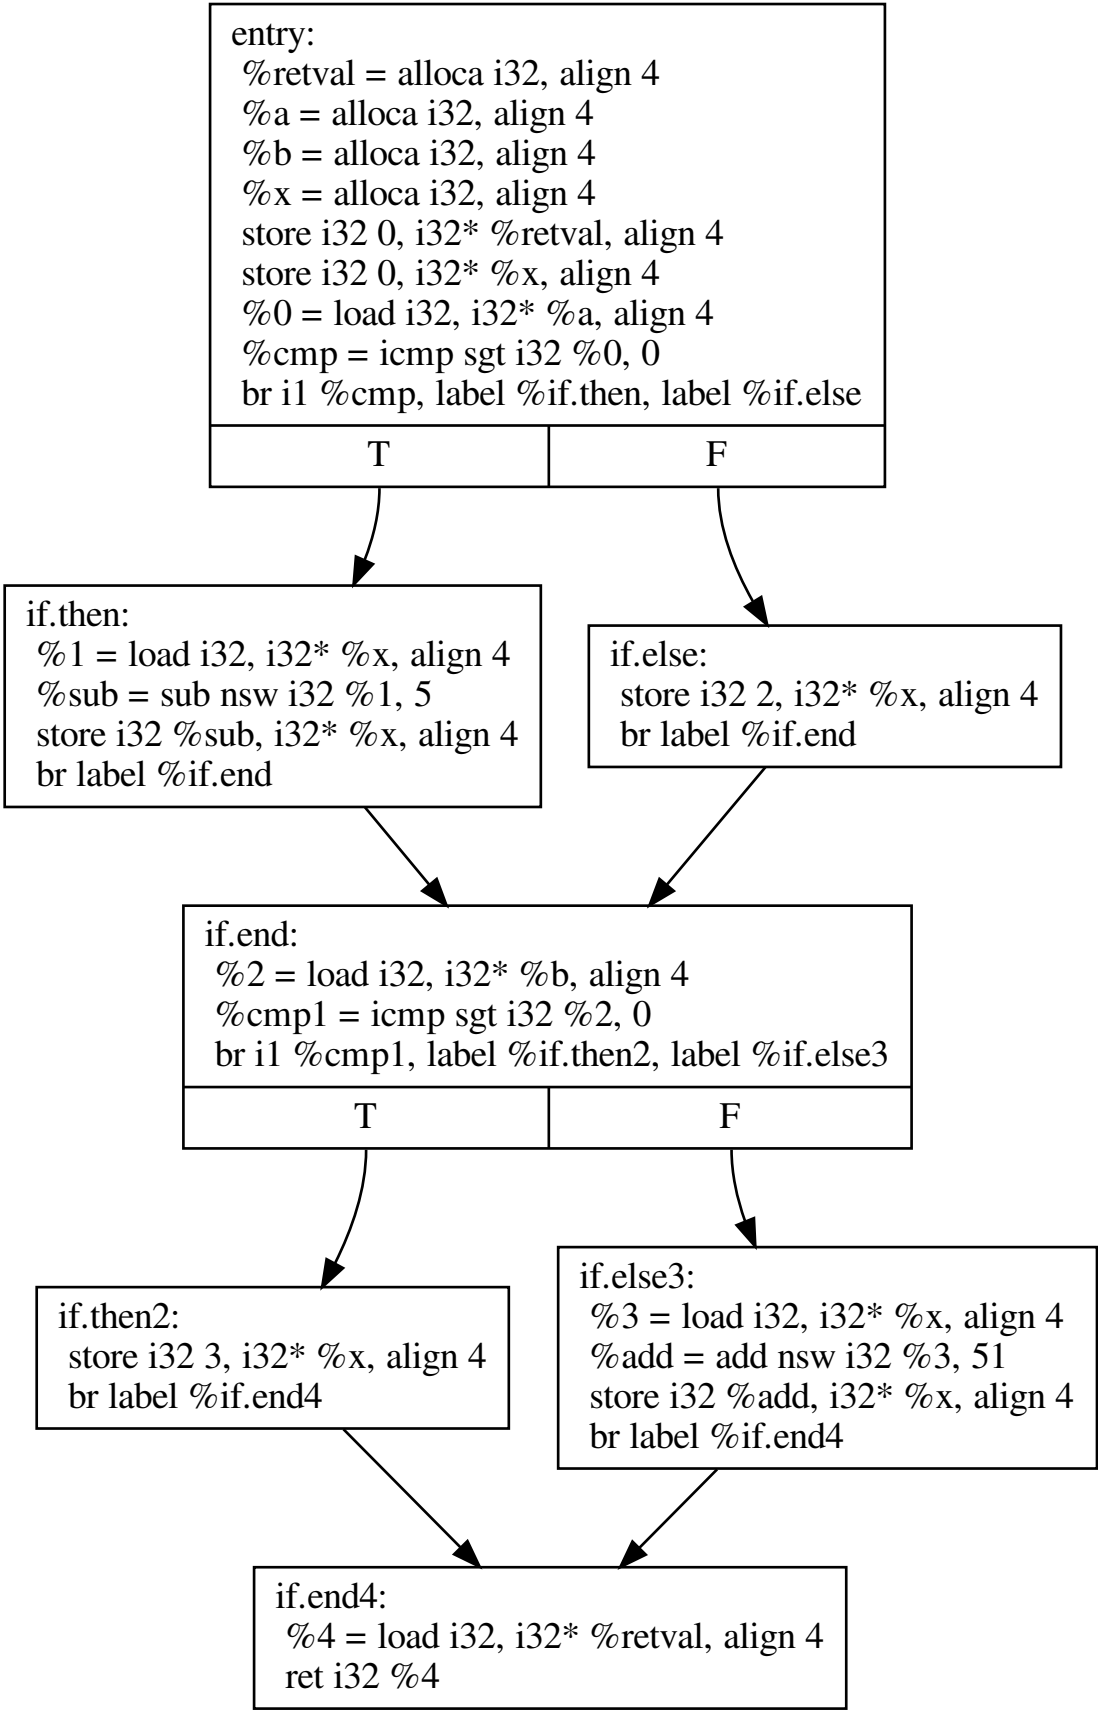 entry:
%retval = alloca i32, align 4
%a = alloca i32, align 4
%b = alloca i32, align 4
%x = alloca i32, align 4
store i32 0, i32* %retval, align 4
store i32 0, i32* %x, align 4
%0 = load i32, i32* %a, align 4
%cmp = icmp sgt i32 %0, 0
br i1 %cmp, label %if.then, label %if.else
T F
if.then:
%1 = load i32, i32* %x, align 4
%sub = sub nsw i32 %1, 5
store i32 %sub, i32* %x, align 4
br label %if.end
if.else:
store i32 2, i32* %x, align 4
br label %if.end
if.end:
%2 = load i32, i32* %b, align 4
%cmp1 = icmp sgt i32 %2, 0
br i1 %cmp1, label %if.then2, label %if.else3
T F
if.then2:
store i32 3, i32* %x, align 4
br label %if.end4
if.else3:
%3 = load i32, i32* %x, align 4
%add = add nsw i32 %3, 51
store i32 %add, i32* %x, align 4
br label %if.end4
if.end4:
%4 = load i32, i32* %retval, align 4
ret i32 %4